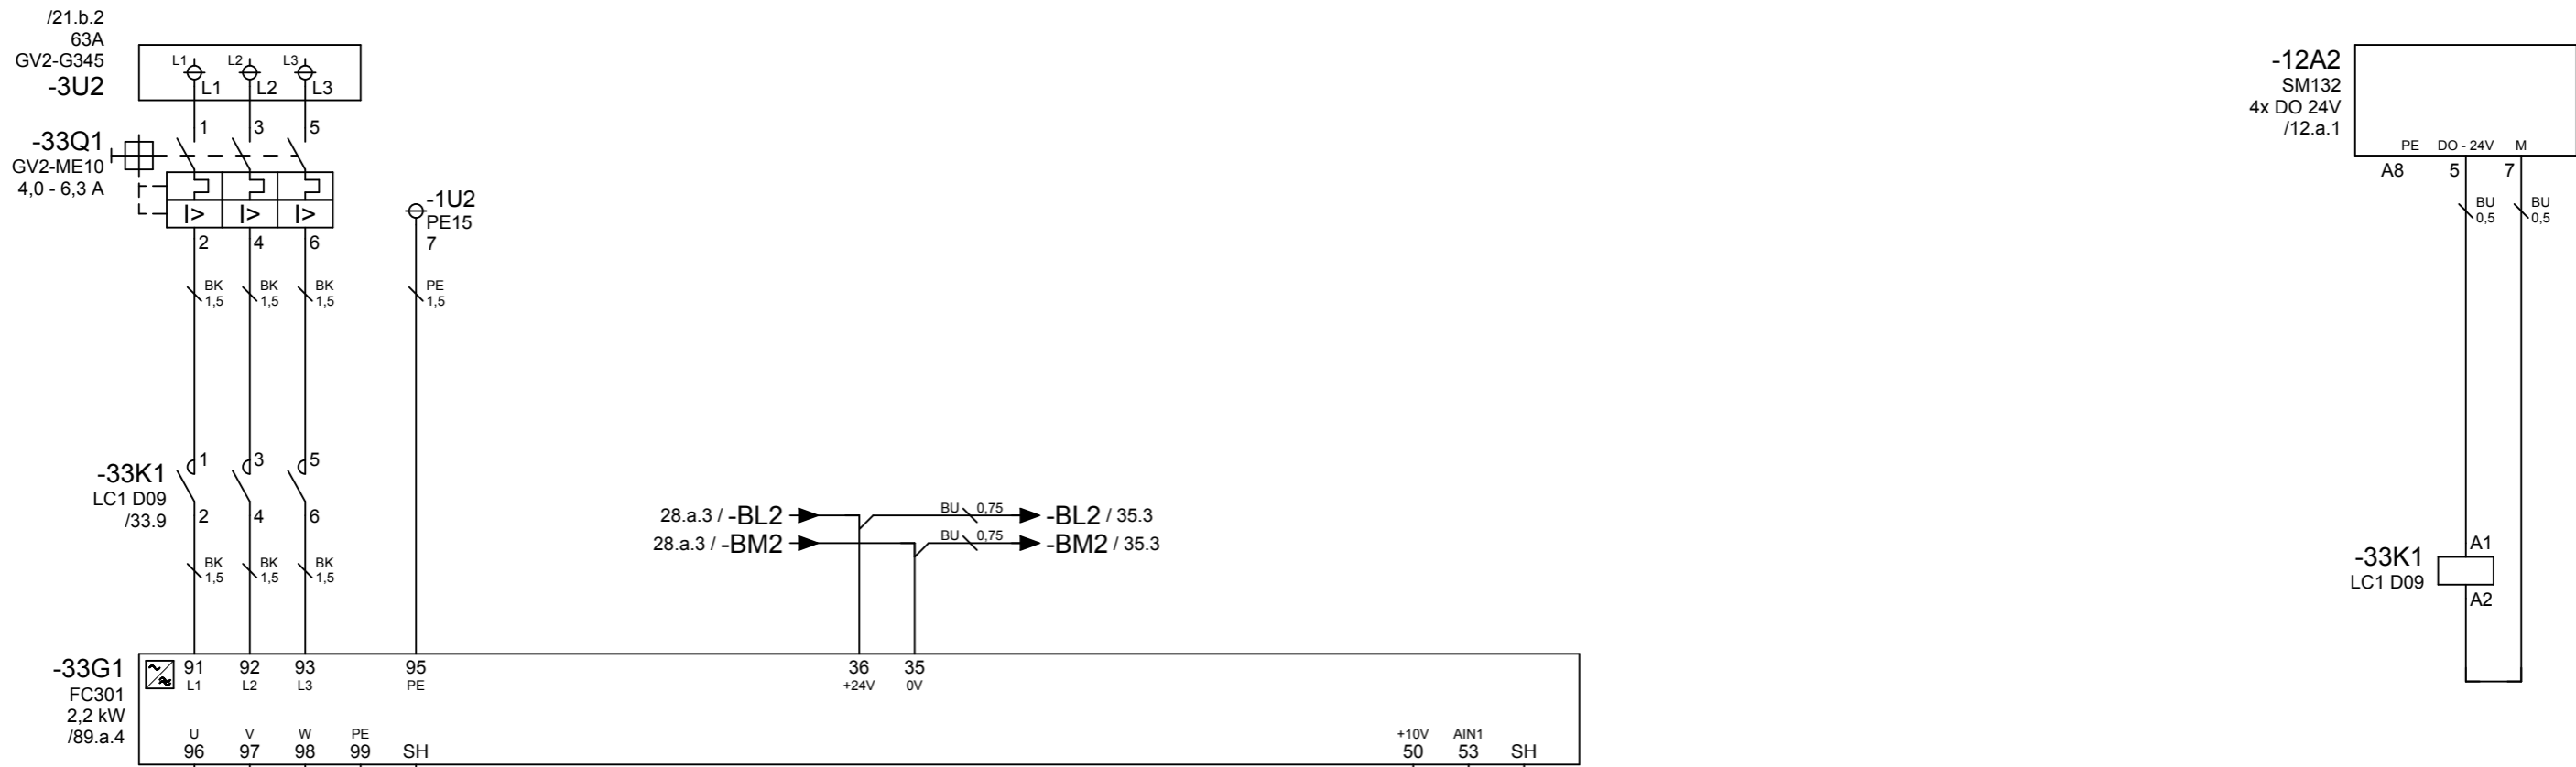 /21.b.2
63A
GV2-G345
-3U2
L1 L2 L3
L1 L2 L3
-33Q1
GV2-ME10
4,0 - 6,3 A
1 3 5
I> I> I>
2 4 6
-1U2
PE15
7
BK BK BK PE
1,5 1,5 1,5 1,5
-33K1
LC1 D09
/33.9
1 3 5
2 4 6
BK BK BK
1,5 1,5 1,5
28.a.3 / -BL2 BU 0,75 -BL2 / 35.3
28.a.3 / -BM2 BU 0,75 -BM2 / 35.3
-33G1
FC301
2,2 kW
/89.a.4
91 92 93 95 36 35
L1 L2 L3 PE +24V 0V
U V W PE +10V AIN1
96 97 98 99 SH 50 53 SH
-12A2
SM132
4x DO 24V
/12.a.1
PE DO - 24V M
A8 5 7
BU BU
0,5 0,5
-33K1
LC1 D09
A1
A2